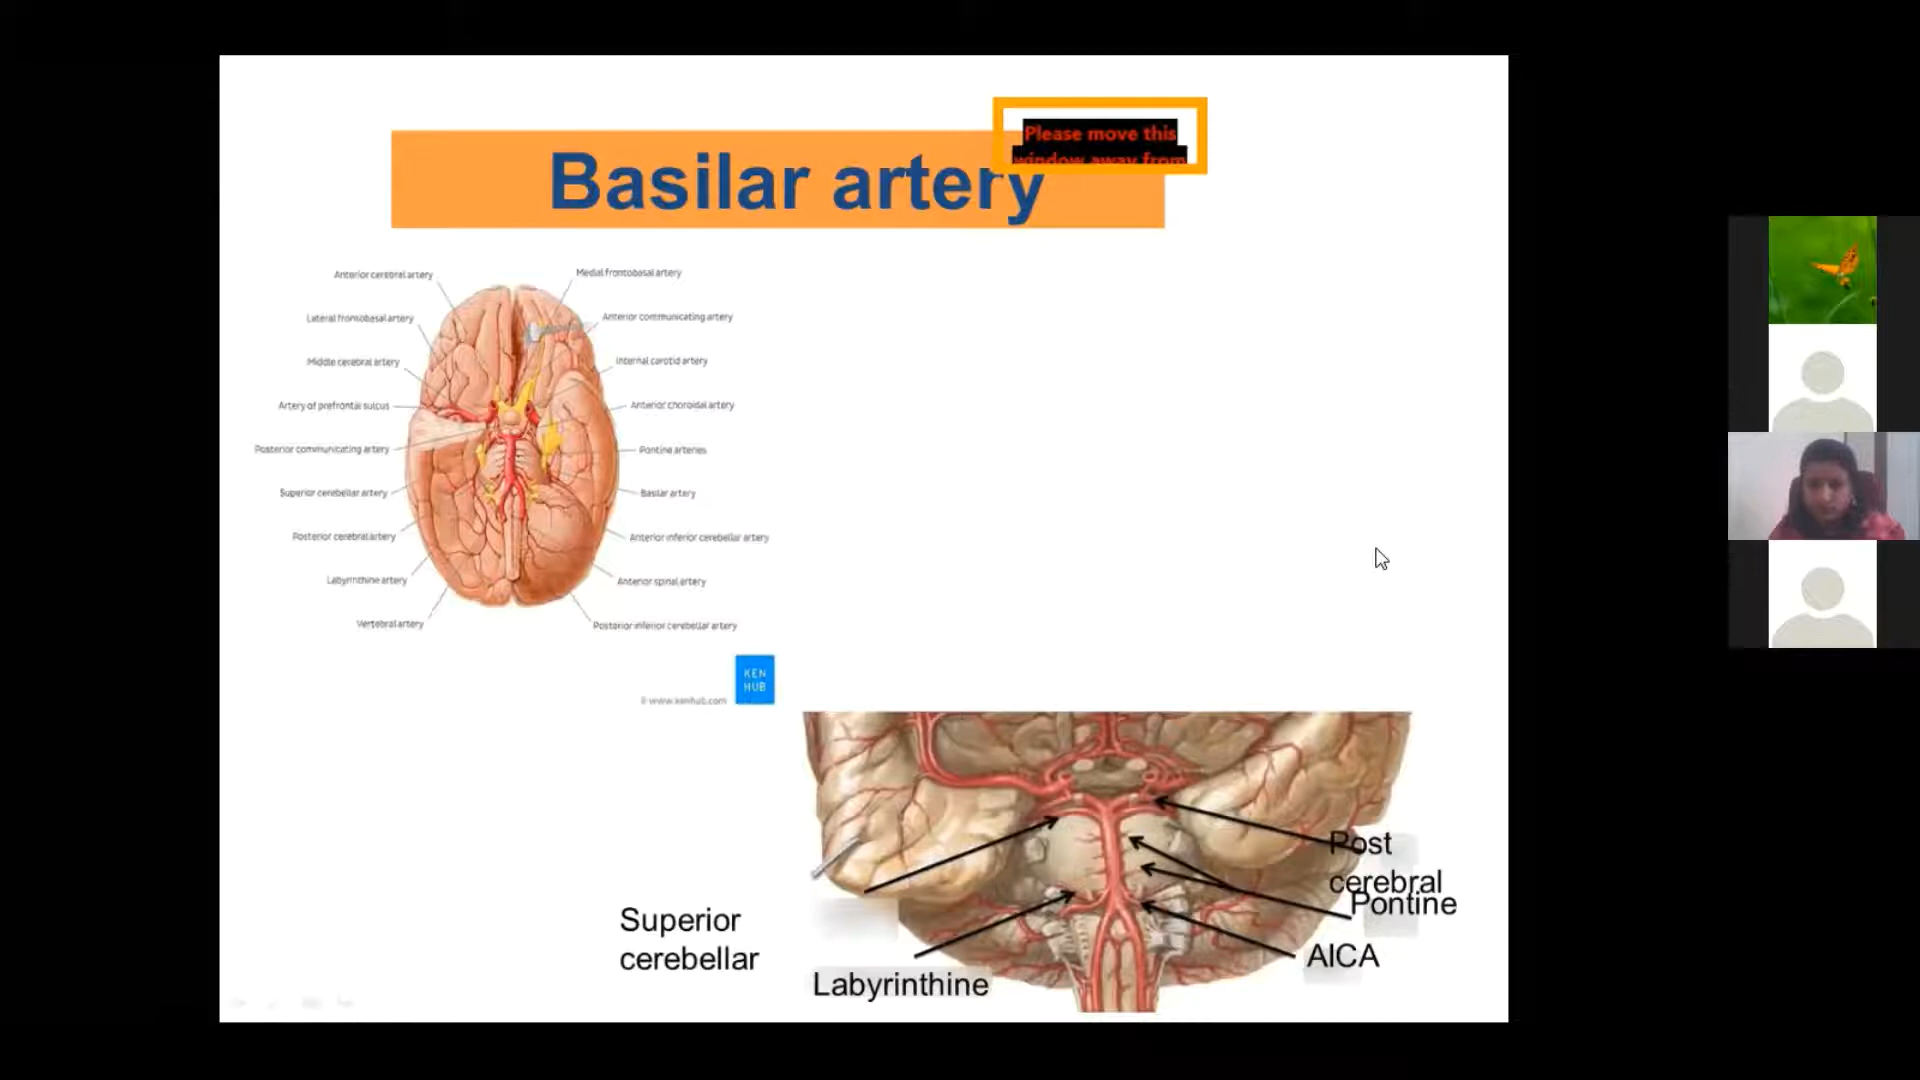 Please move this
window away from
Basilar artery
Anterior cerebral artery
Medial frontobasal artery
Lateral frontobasal artery
Anterior communicating artery
Middle cerebral artery
Internal carotid artery
Artery of prefrontal sulcus
Anterior choroidal artery
Posterior communicating artery
Pontine arteries
Superior cerebellar artery
Basilar artery
Posterior cerebral artery
Anterior inferior cerebellar artery
Labyrinthine artery
Anterior spinal artery
Vertebral artery
Posterior inferior cerebellar artery
KEN
HUB
© www.kenhub.com
Post
cerebral
Pontine
Superior
cerebellar
AICA
Labyrinthine